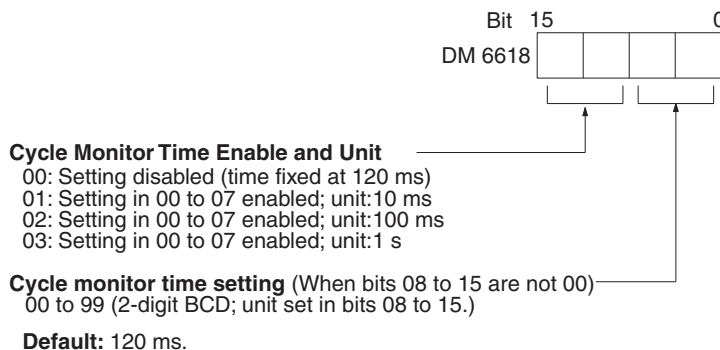 Bit 15 0
DM 6618
Cycle Monitor Time Enable and Unit
00: Setting disabled (time fixed at 120 ms)
01: Setting in 00 to 07 enabled; unit:10 ms
02: Setting in 00 to 07 enabled; unit:100 ms
03: Setting in 00 to 07 enabled; unit:1 s
Cycle monitor time setting (When bits 08 to 15 are not 00)
00 to 99 (2-digit BCD; unit set in bits 08 to 15.)
Default: 120 ms.